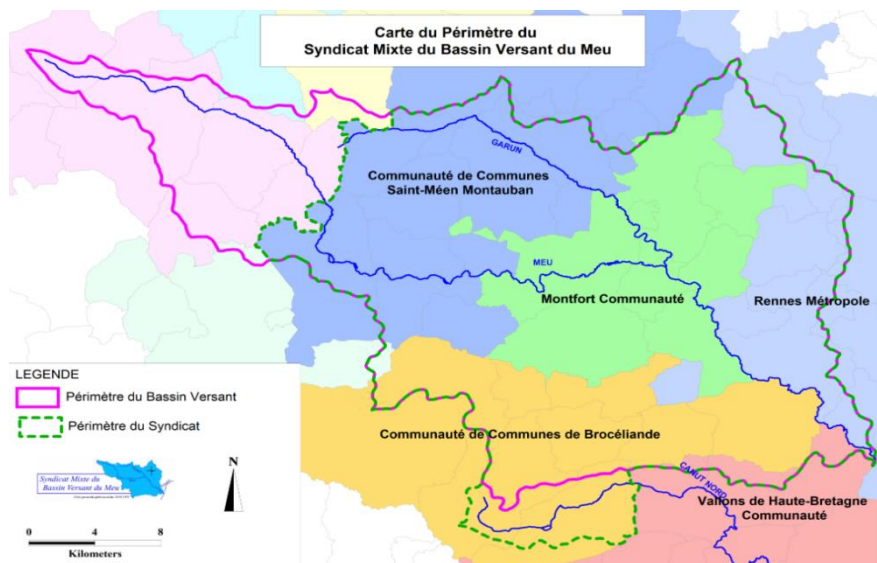 Carte du Périmètre du
Syndicat Mixte du Bassin Versant du Meu
GARUN
Communauté de Communes
Saint-Méen Montauban
MEU
Montfort Communauté
Rennes Métropole
LEGENDE
Périmètre du Bassin Versant
Périmètre du Syndicat
Communauté de Communes de Brocéliande
CANUT NORD
Vallons de Haute-Bretagne
Communauté
Syndicat Mixte du
Bassin Versant du Meu
N
0 4 8
Kilometers